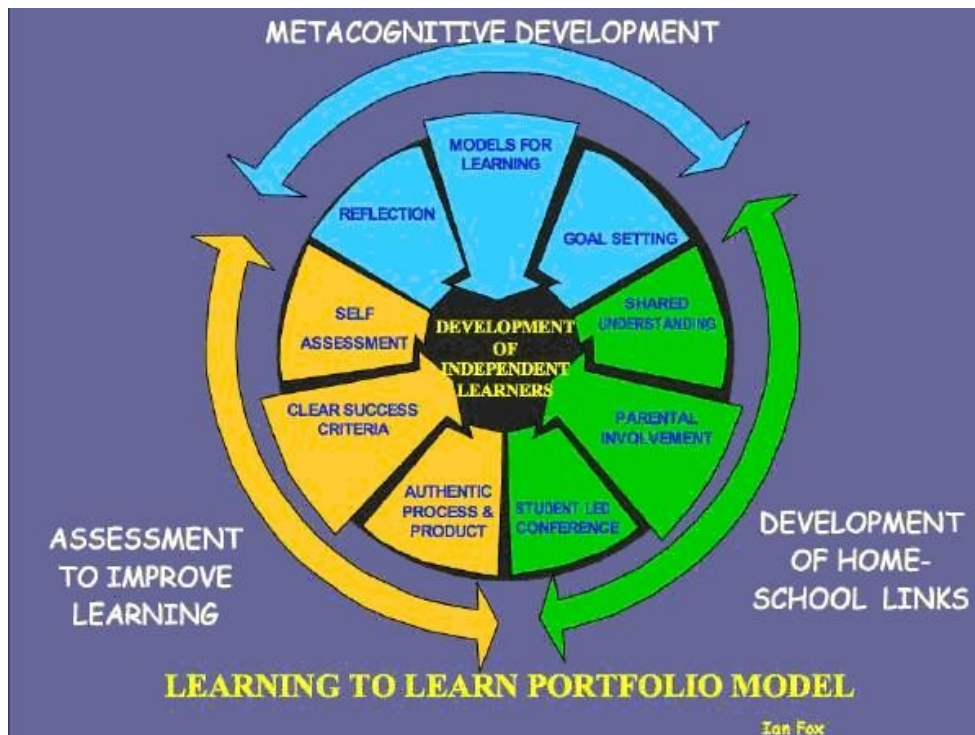 METACOGNITIVE DEVELOPMENT
MODELS FOR
LEARNING
REFLECTION
GOAL SETTING
SELF
ASSESSMENT
SHARED
UNDERSTANDING
DEVELOPMENT
OF
INDEPENDENT
LEARNERS
CLEAR SUCCESS
CRITERIA
PARENTAL
INVOLVEMENT
AUTHENTIC
PROCESS &
PRODUCT
STUDENT LED
CONFERENCE
ASSESSMENT
TO IMPROVE
LEARNING
DEVELOPMENT
OF HOME-
SCHOOL LINKS
LEARNING TO LEARN PORTFOLIO MODEL
Ian Fox